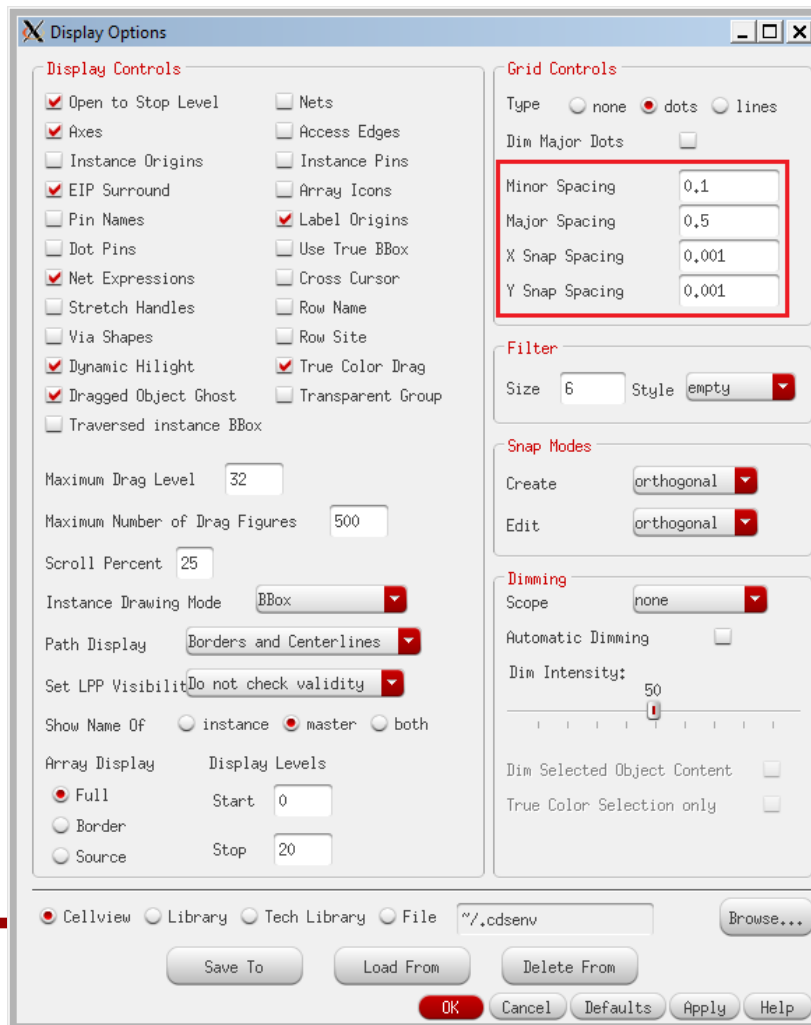 Display Options
Display Controls
Open to Stop Level
Nets
Axes
Access Edges
Instance Origins
Instance Pins
EIP Surround
Array Icons
Pin Names
Label Origins
Dot Pins
Use True BBox
Net Expressions
Cross Cursor
Stretch Handles
Row Name
Via Shapes
Row Site
Dynamic Hilight
True Color Drag
Dragged Object Ghost
Transparent Group
Traversed instance BBox
Maximum Drag Level 32
Maximum Number of Drag Figures 500
Scroll Percent 25
Instance Drawing Mode BBox
Path Display Borders and Centerlines
Set LPP Visibilit Do not check validity
Show Name Of instance master both
Array Display
Display Levels
Full
Start 0
Border
Stop 20
Source
Grid Controls
Type none dots lines
Dim Major Dots
Minor Spacing 0.1
Major Spacing 0.5
X Snap Spacing 0.001
Y Snap Spacing 0.001
Filter
Size 6 Style empty
Snap Modes
Create orthogonal
Edit orthogonal
Dimming
Scope none
Automatic Dimming
Dim Intensity:
50
Dim Selected Object Content
True Color Selection only
Cellview Library Tech Library File ~/.cdsenv Browse...
Save To Load From Delete From
OK Cancel Defaults Apply Help